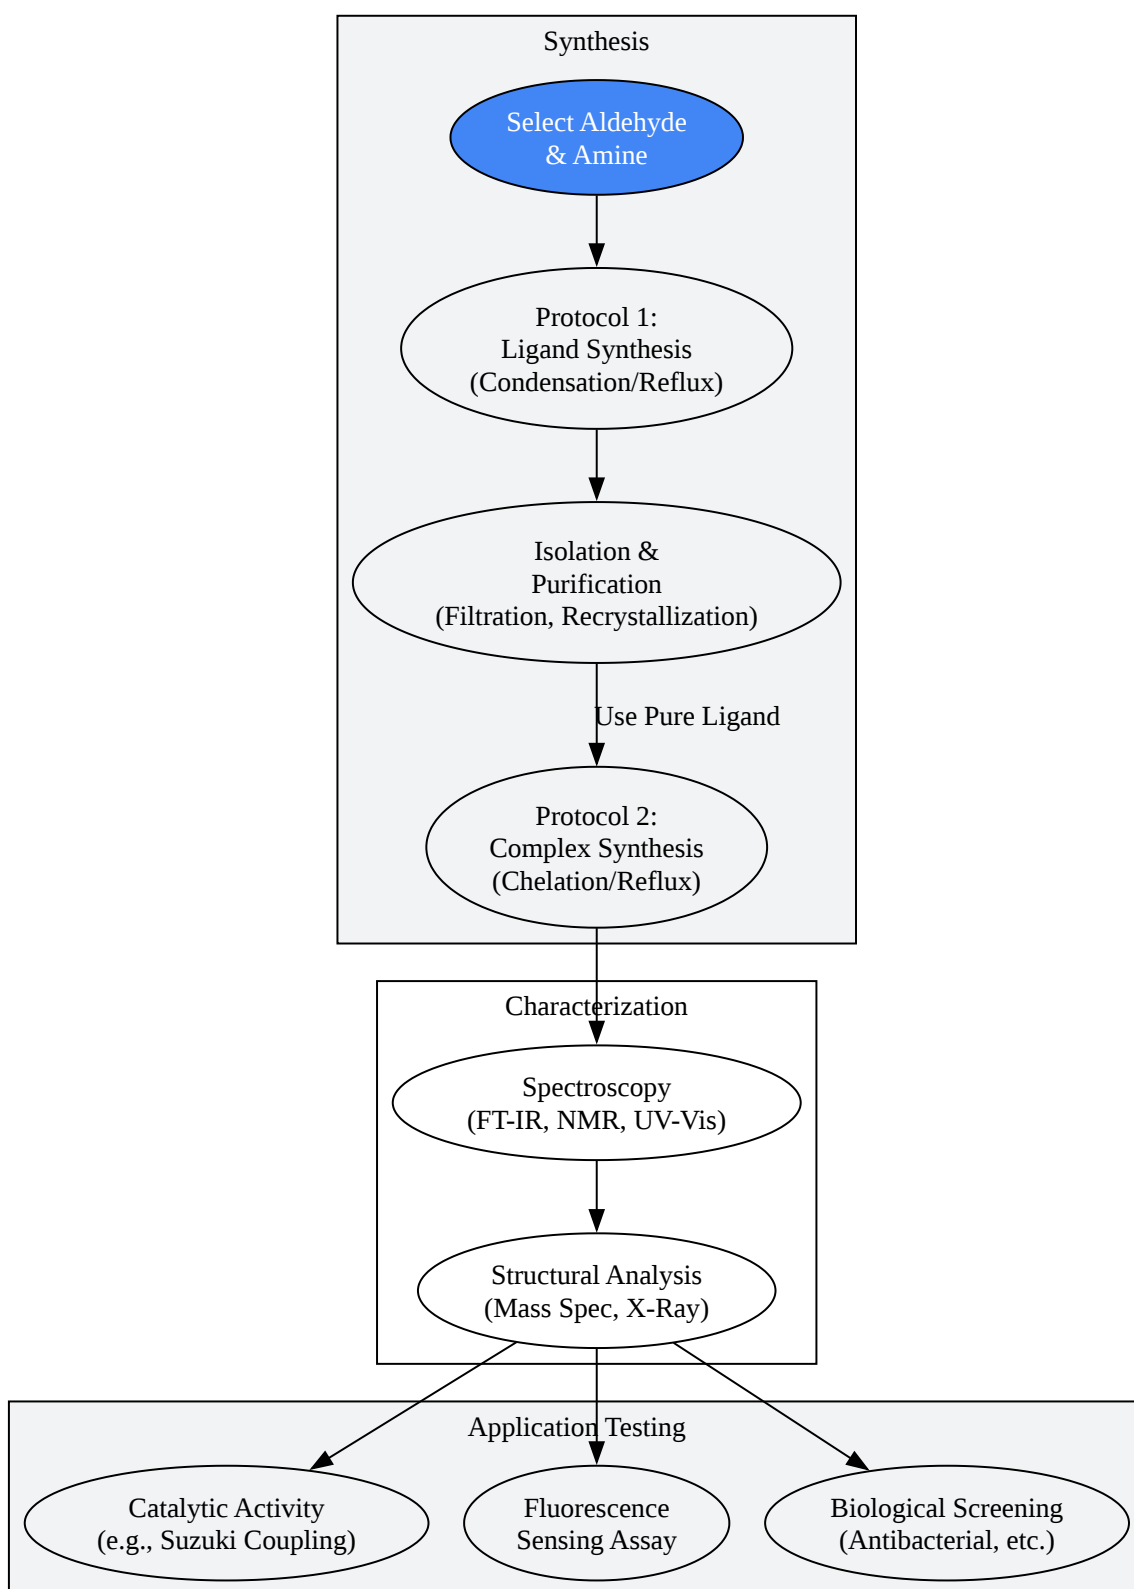 Synthesis
Select Aldehyde
& Amine
Protocol 1:
Ligand Synthesis
(Condensation/Reflux)
Isolation &
Purification
(Filtration, Recrystallization)
Use Pure Ligand
Protocol 2:
Complex Synthesis
(Chelation/Reflux)
Characterization
Spectroscopy
(FT-IR, NMR, UV-Vis)
Structural Analysis
(Mass Spec, X-Ray)
Application Testing
Catalytic Activity
(e.g., Suzuki Coupling)
Fluorescence
Sensing Assay
Biological Screening
(Antibacterial, etc.)